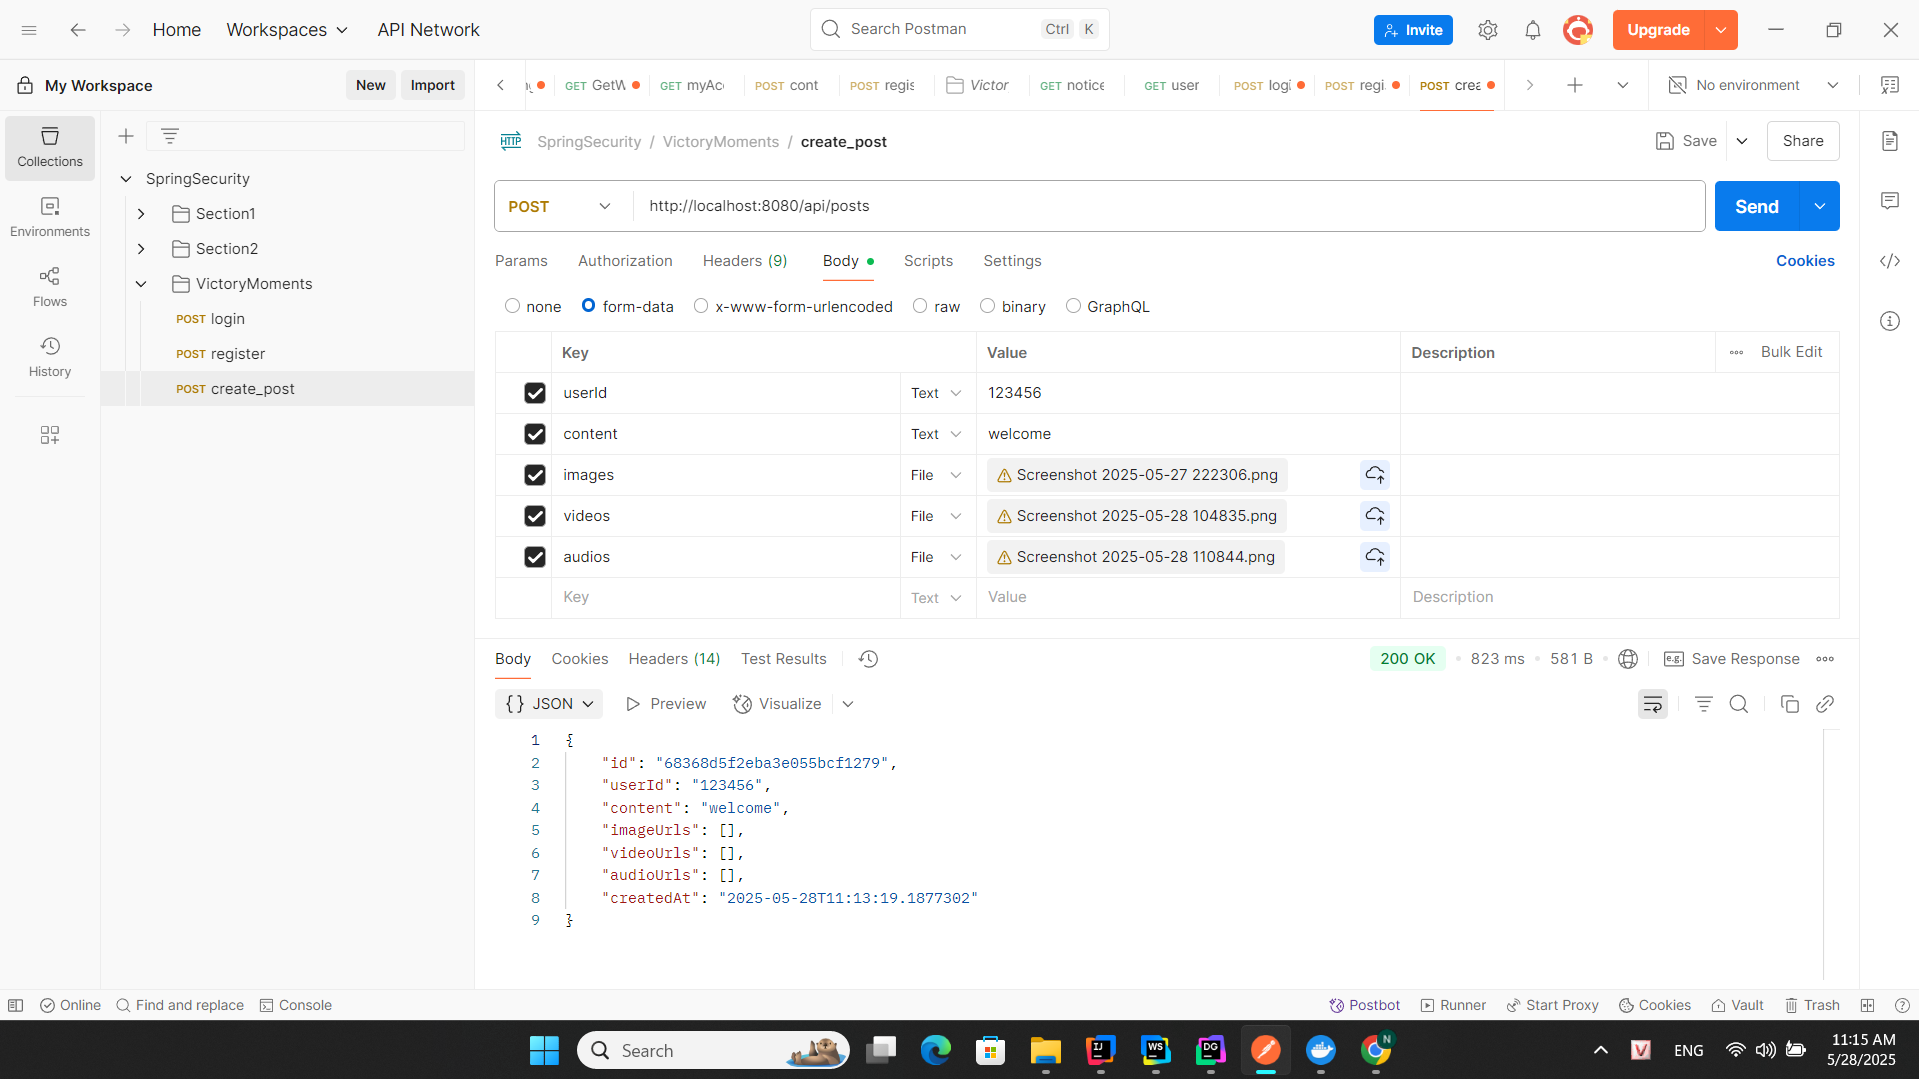 Home
Workspaces
API Network
Search Postman
Ctrl
K
Invite
Upgrade
My Workspace
New
Import
GET GetW
GET myAc
POST cont
POST regis
Victor
GET notice
GET user
POST logi
POST regi
POST crea
No environment
Collections
Environments
Flows
History
SpringSecurity
Section1
Section2
VictoryMoments
POST login
POST register
POST create_post
HTTP
SpringSecurity / VictoryMoments / create_post
Save
Share
POST
http://localhost:8080/api/posts
Send
Params
Authorization
Headers (9)
Body
Scripts
Settings
Cookies
none
form-data
x-www-form-urlencoded
raw
binary
GraphQL
Key
Value
Description
Bulk Edit
userId
Text
123456
content
Text
welcome
images
File
Screenshot 2025-05-27 222306.png
videos
File
Screenshot 2025-05-28 104835.png
audios
File
Screenshot 2025-05-28 110844.png
Key
Text
Value
Description
Body
Cookies
Headers (14)
Test Results
200 OK
823 ms
581 B
e.g.
Save Response
{} JSON
Preview
Visualize
1 {
2 "id": "68368d5f2eba3e055bcf1279",
3 "userId": "123456",
4 "content": "welcome",
5 "imageUrls": [],
6 "videoUrls": [],
7 "audioUrls": [],
8 "createdAt": "2025-05-28T11:13:19.1877302"
9 }
Online
Find and replace
Console
Postbot
Runner
Start Proxy
Cookies
Vault
Trash
Search
IJ
WS
DG
N
V
ENG
11:15 AM
5/28/2025